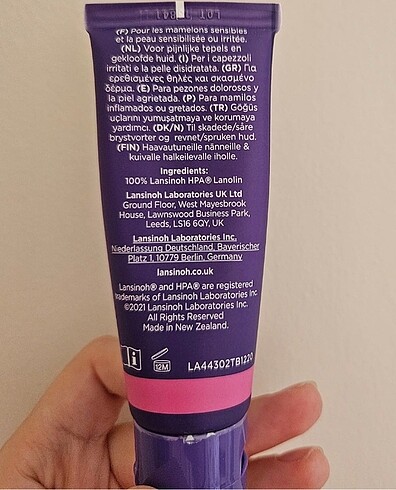 LOT
(F) Pour les mamelons sensibles
et la peau sensibilisée ou irritée.
(NL) Voor pijnlijke tepels en
gekloofde huid. (I) Per i capezzoli
irritati e la pelle disidratata. (GR) Για
ερεθισμένες θηλές και σκασμένο
δέρμα. (E) Para pezones dolorosos y
la piel agrietada. (P) Para mamilos
inflamados ou gretados. (TR) Göğüs
uçlarını yumuşatmaya ve korumaya
yardımcı. (DK/N) Til skadede/såre
brystvorter og revnet/sprukken hud.
(FIN) Haavautuneille nänneille &
kuivalle halkeilevalle iholle.
Ingredients:
100% Lansinoh HPA® Lanolin
Lansinoh Laboratories UK Ltd
Ground Floor, West Mayesbrook
House, Lawnswood Business Park,
Leeds, LS16 6QY, UK
Lansinoh Laboratories Inc.
Niederlassung Deutschland, Bayerischer
Platz 1, 10779 Berlin, Germany
lansinoh.co.uk
Lansinoh® and HPA® are registered
trademarks of Lansinoh Laboratories Inc
©2021 Lansinoh Laboratories Inc.
All Rights Reserved
Made in New Zealand.
12M
LA44302TB1220